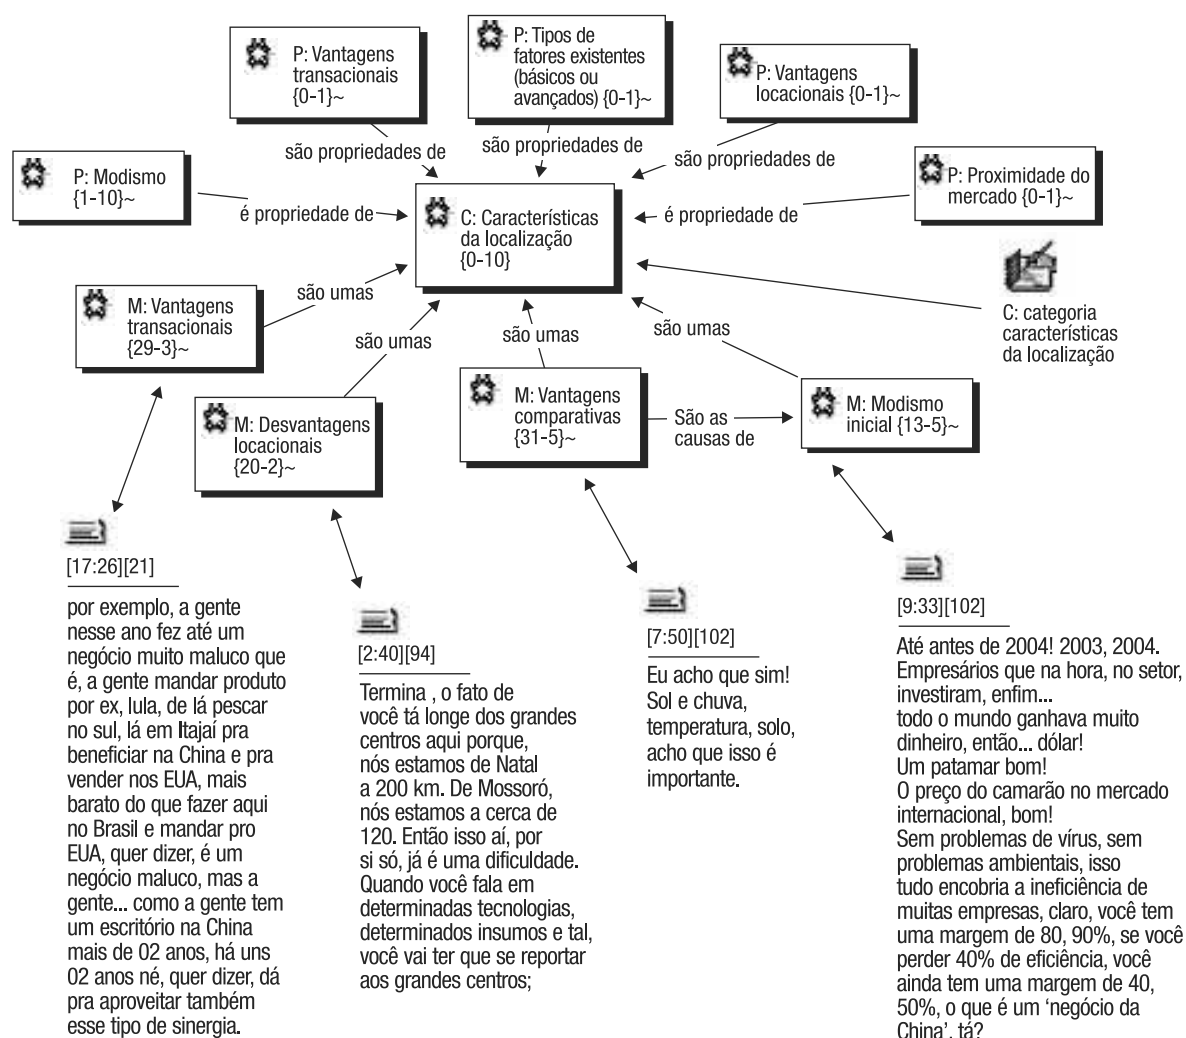 P: Vantagens
transacionais
{0-1}~
P: Tipos de
fatores existentes
(básicos ou
avançados) {0-1}~
P: Vantagens
locacionais {0-1}~
são propriedades de
são propriedades de
são propriedades de
P: Modismo
{1-10}~
é propriedade de
C: Características
da localização
{0-10}
é propriedade de
P: Proximidade do
mercado {0-1}~
C: categoria
características
da localização
M: Vantagens
transacionais
{29-3}~
são umas
são umas
são umas
são umas
M: Desvantagens
locacionais
{20-2}~
M: Vantagens
comparativas
{31-5}~
São as
causas de
M: Modismo
inicial {13-5}~
[17:26][21]
por exemplo, a gente
nesse ano fez até um
negócio muito maluco que
é, a gente mandar produto
por ex, lula, de lá pescar
no sul, lá em Itajaí pra
beneficiar na China e pra
vender nos EUA, mais
barato do que fazer aqui
no Brasil e mandar pro
EUA, quer dizer, é um
negócio maluco, mas a
gente... como a gente tem
um escritório na China
mais de 02 anos, há uns
02 anos né, quer dizer, dá
pra aproveitar também
esse tipo de sinergia.
[2:40][94]
Termina , o fato de
você tá longe dos grandes
centros aqui porque,
nós estamos de Natal
a 200 km. De Mossoró,
nós estamos a cerca de
120. Então isso aí, por
si só, já é uma dificuldade.
Quando você fala em
determinadas tecnologias,
determinados insumos e tal,
você vai ter que se reportar
aos grandes centros;
[7:50][102]
Eu acho que sim!
Sol e chuva,
temperatura, solo,
acho que isso é
importante.
[9:33][102]
Até antes de 2004! 2003, 2004.
Empresários que na hora, no setor,
investiram, enfim...
todo o mundo ganhava muito
dinheiro, então... dólar!
Um patamar bom!
O preço do camarão no mercado
internacional, bom!
Sem problemas de vírus, sem
problemas ambientais, isso
tudo encobria a ineficiência de
muitas empresas, claro, você tem
uma margem de 80, 90%, se você
perder 40% de eficiência, você
ainda tem uma margem de 40,
50%, o que é um ‘negócio da
China’, tá?